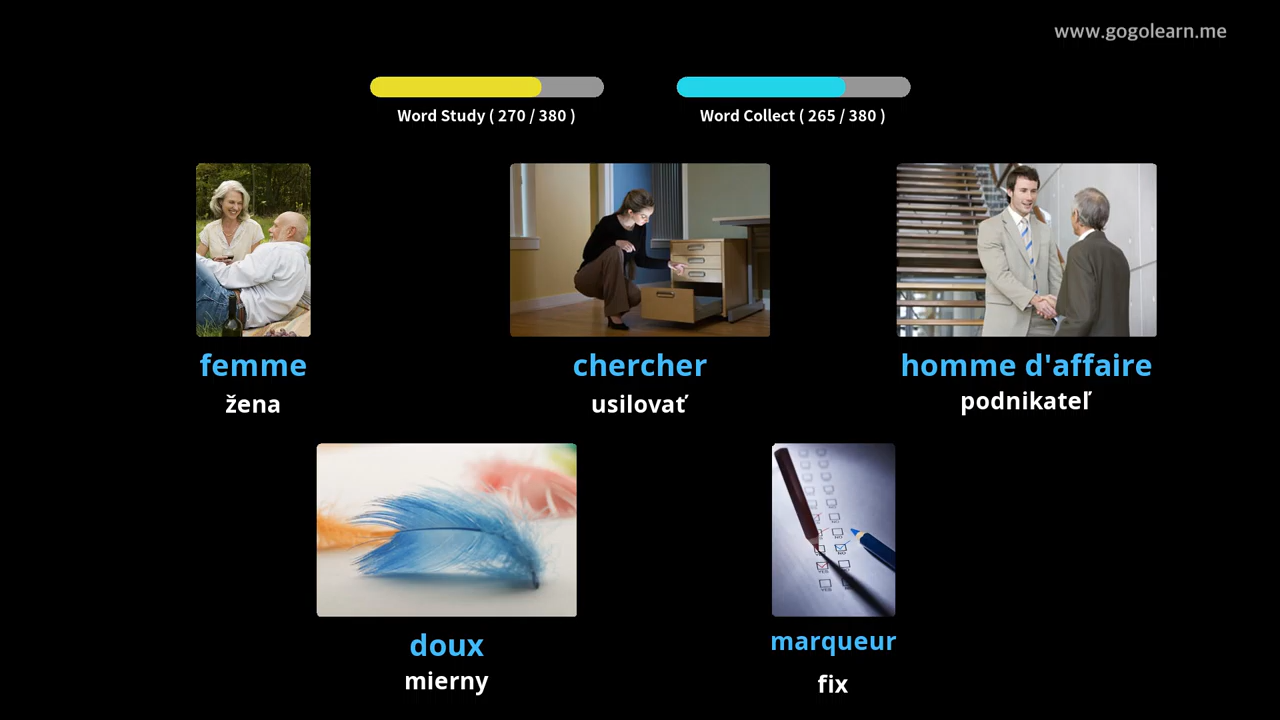 www.gogolearn.me
Word Study ( 270 / 380 )
Word Collect ( 265 / 380 )
femme
žena
chercher
usilovať
homme d'affaire
podnikateľ
doux
mierny
marqueur
fix